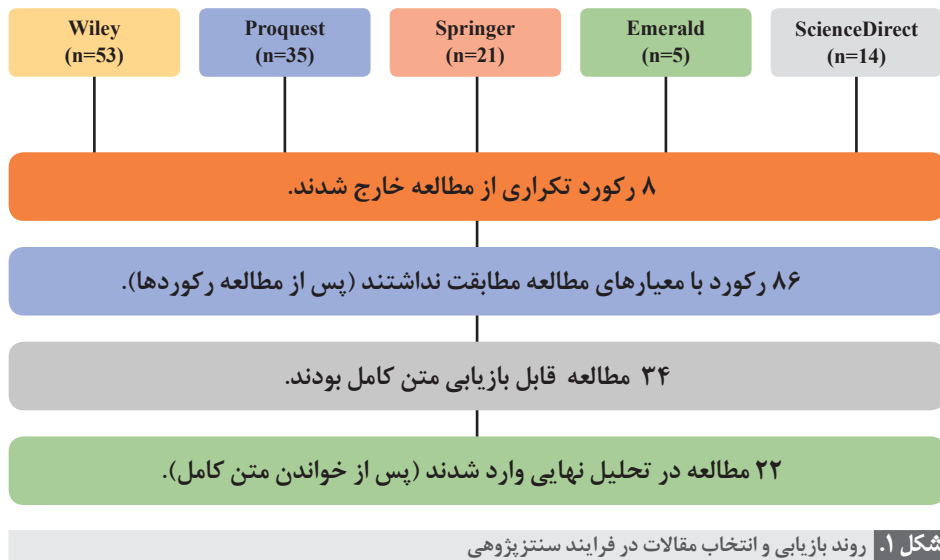 Wiley
(n=53)
Proquest
(n=35)
Springer
(n=21)
Emerald
(n=5)
ScienceDirect
(n=14)
۸ رکورد تکراری از مطالعه خارج شدند.
۸۶ رکورد با معیارهای مطالعه مطابقت نداشتند (پس از مطالعه رکوردها).
۳۴ مطالعه قابل بازیابی متن کامل بودند.
۲۲ مطالعه در تحلیل نهایی وارد شدند (پس از خواندن متن کامل).
شکل ۱. روند بازیابی و انتخاب مقالات در فرایند سنتزپژوهی